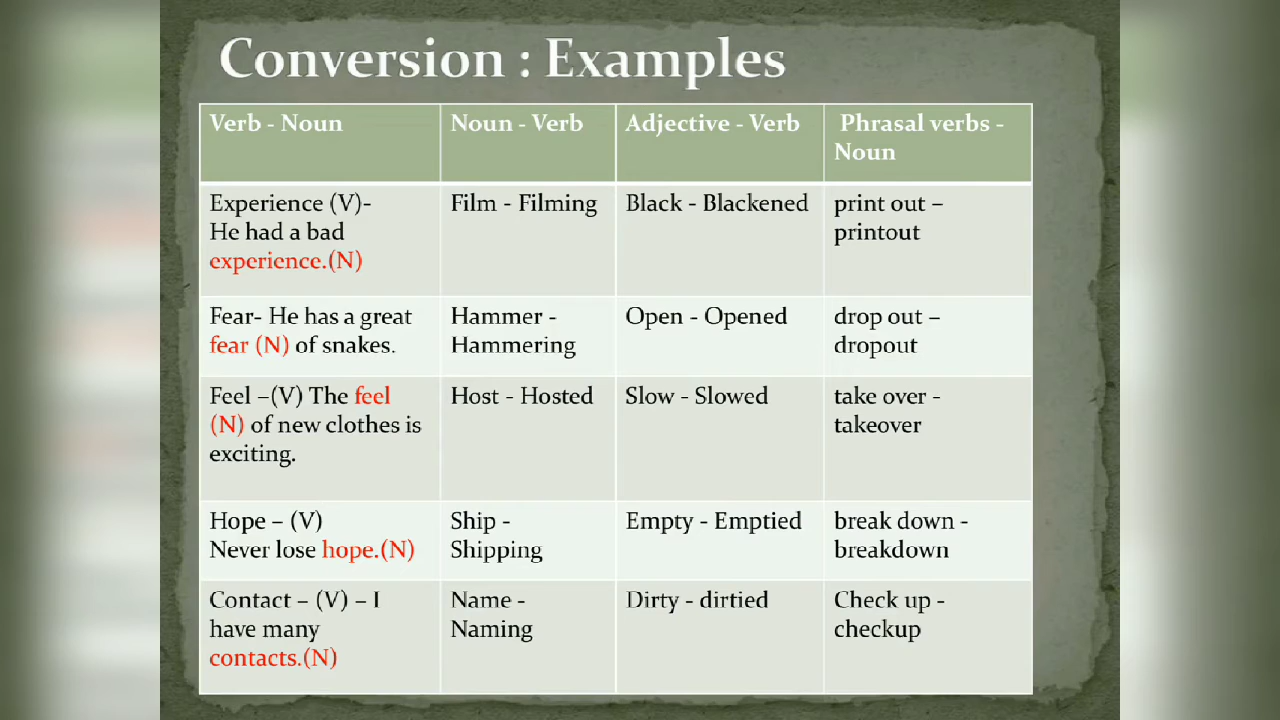 Conversion : Examples
Verb - Noun
Noun - Verb
Adjective - Verb
Phrasal verbs -
Noun
Experience (V)-
He had a bad
experience.(N)
Film - Filming
Black - Blackened
print out –
printout
Fear- He has a great
fear (N) of snakes.
Hammer -
Hammering
Open - Opened
drop out –
dropout
Feel –(V) The feel
(N) of new clothes is
exciting.
Host - Hosted
Slow - Slowed
take over -
takeover
Hope – (V)
Never lose hope.(N)
Ship -
Shipping
Empty - Emptied
break down -
breakdown
Contact – (V) – I
have many
contacts.(N)
Name -
Naming
Dirty - dirtied
Check up -
checkup